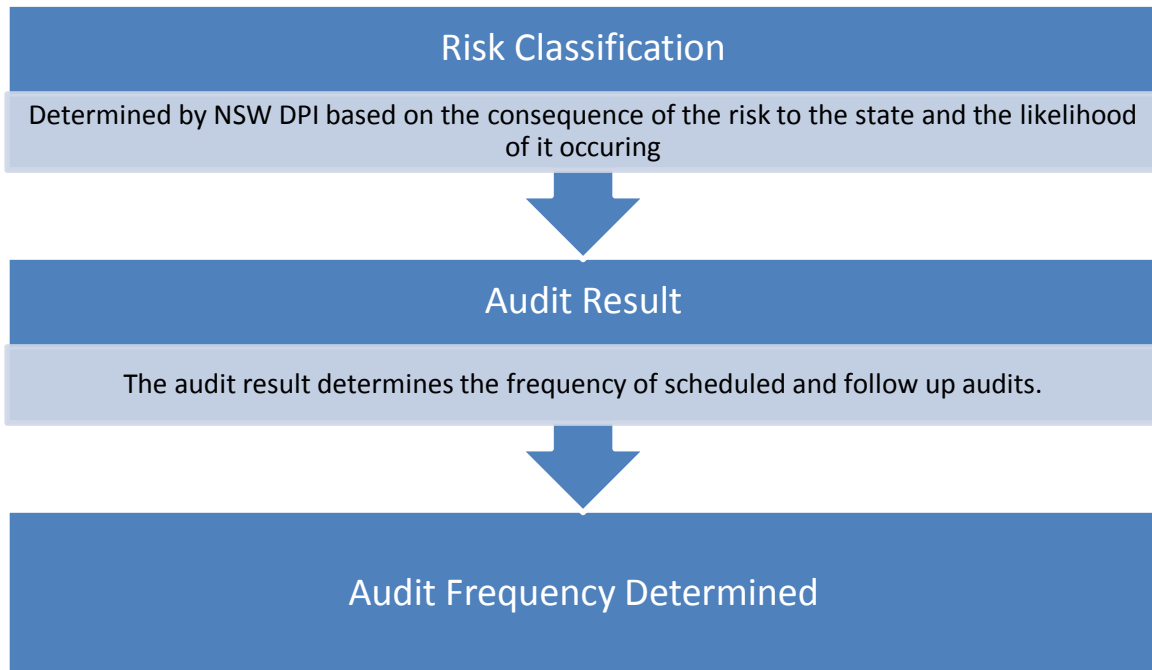 Risk Classification
Determined by NSW DPI based on the consequence of the risk to the state and the likelihood
of it occuring
Audit Result
The audit result determines the frequency of scheduled and follow up audits.
Audit Frequency Determined